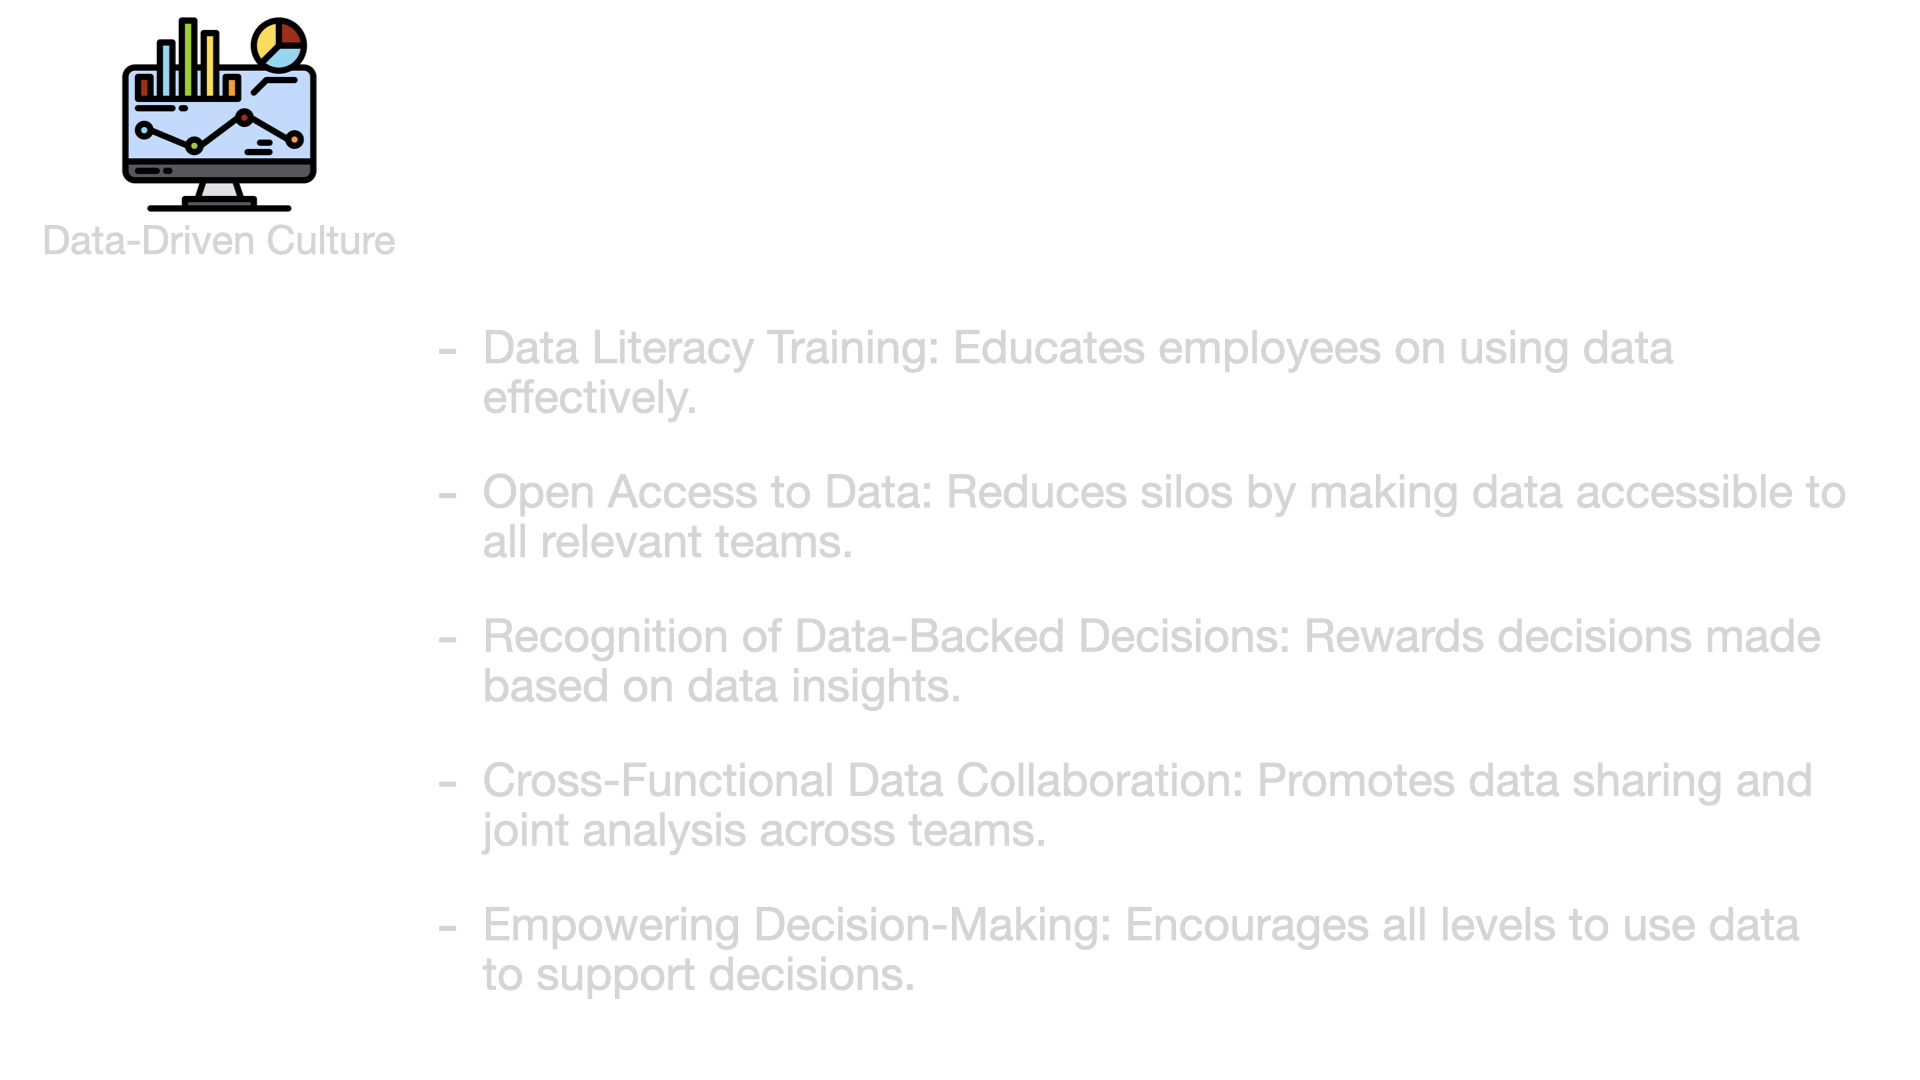 Data-Driven Culture
- Data Literacy Training: Educates employees on using data
effectively.
- Open Access to Data: Reduces silos by making data accessible to
all relevant teams.
- Recognition of Data-Backed Decisions: Rewards decisions made
based on data insights.
- Cross-Functional Data Collaboration: Promotes data sharing and
joint analysis across teams.
- Empowering Decision-Making: Encourages all levels to use data
to support decisions.